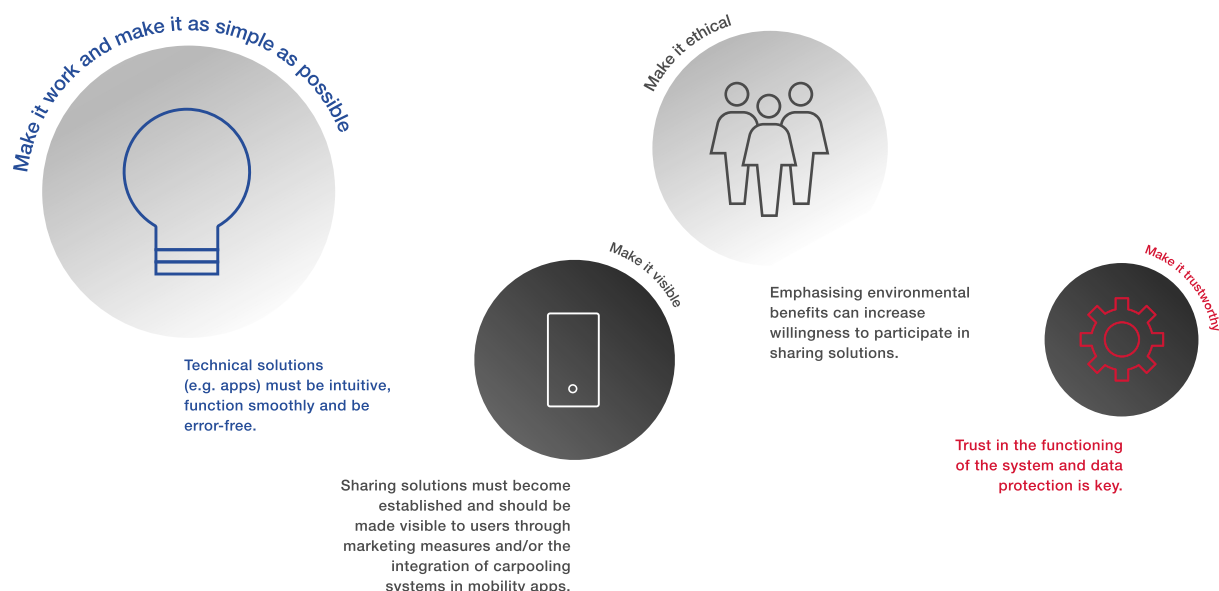 Make it work and make it as simple as possible
Technical solutions
(e.g. apps) must be intuitive,
function smoothly and be
error-free.
Make it visible
Sharing solutions must become
established and should be
made visible to users through
marketing measures and/or the
integration of carpooling
systems in mobility apps.
Make it ethical
Emphasising environmental
benefits can increase
willingness to participate in
sharing solutions.
Make it trustworthy
Trust in the functioning
of the system and data
protection is key.